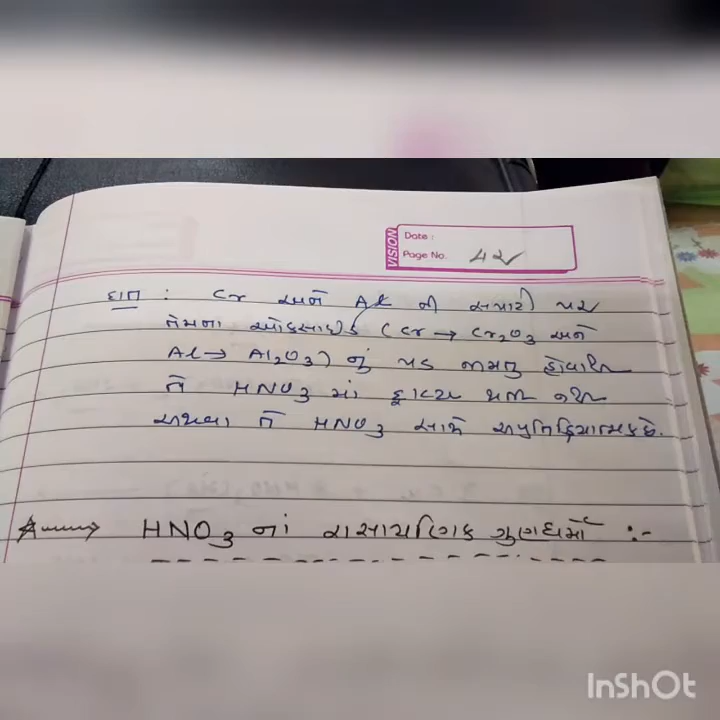 VISION
Date :
Page No. 42
દા.ત. : Cr અને Al ની સપાટી પર
તેમના ઓક્સાઈડ ( Cr → Cr2O3 અને
Al → Al2O3 ) નું પડ જામતુ હોવાથી
તે HNO3 માં દ્રાવ્ય થતા નથી
અથવા તે HNO3 સામે અપ્રતિક્રિયાત્મક છે.
HNO3 નાં રાસાયણિક ગુણધર્મો :-
InShOt